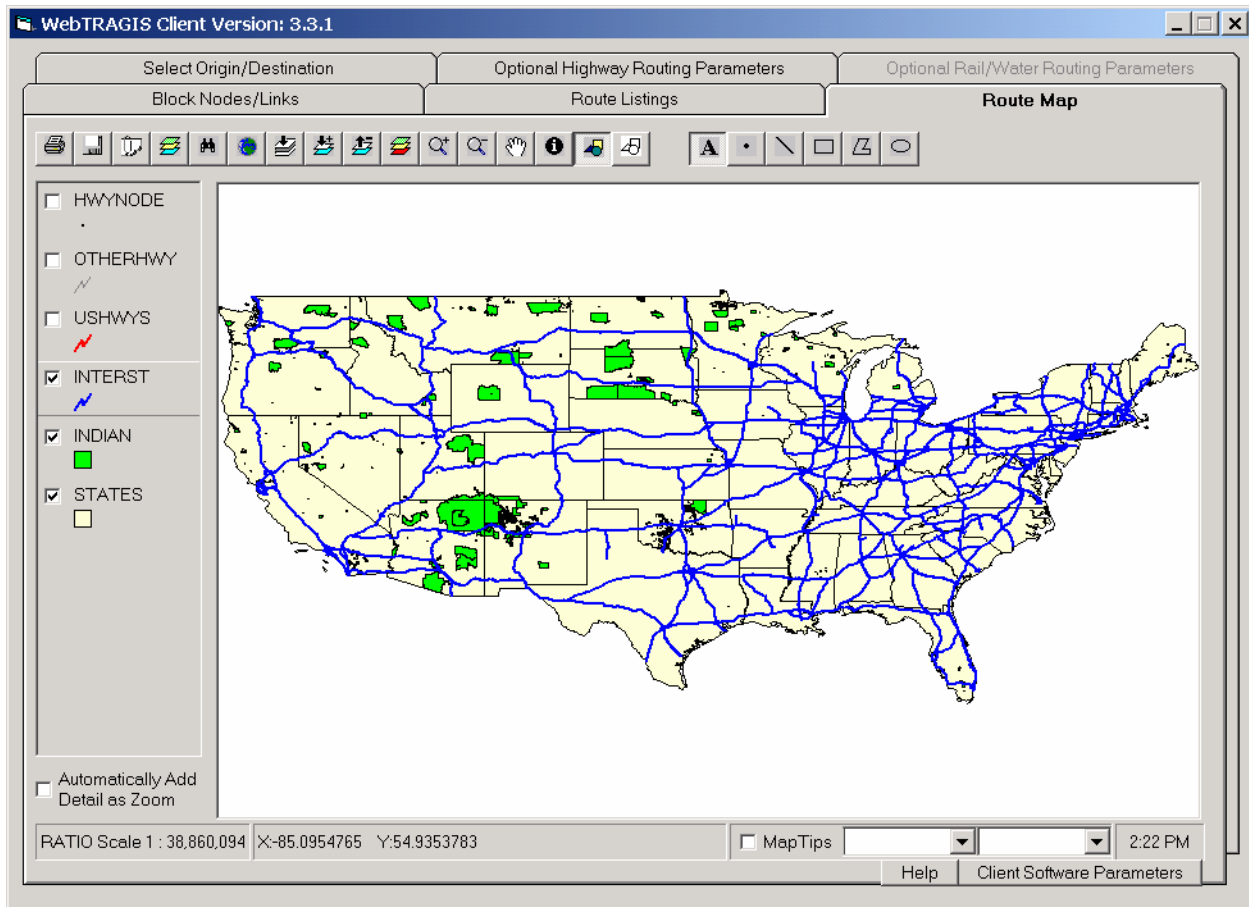 WebTRAGIS Client Version: 3.3.1
Select Origin/Destination
Optional Highway Routing Parameters
Optional Rail/Water Routing Parameters
Block Nodes/Links
Route Listings
Route Map
A
HWYNODE
OTHERHWY
USHWYS
INTERST
INDIAN
STATES
Automatically Add
Detail as Zoom
RATIO Scale 1 : 38,860,094
X:-85.0954765 Y:54.9353783
MapTips
2:22 PM
Help
Client Software Parameters